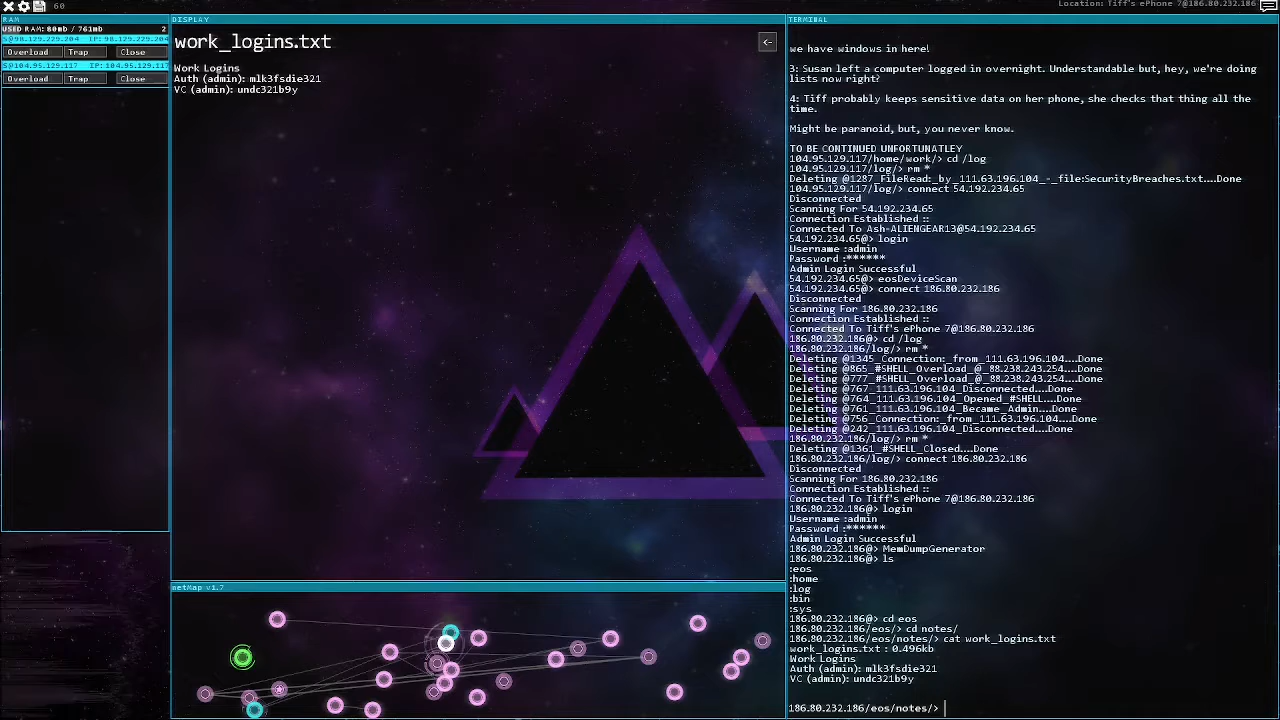 60
Location: Tiff's ePhone 7@186.80.232.186
RAM
USED RAM: 80mb / 761mb 2
IP: 98.129.229.204
Overload Trap Close
IP: 104.95.129.117
Overload Trap Close
DISPLAY
work_logins.txt
<-
Work Logins
Auth (admin): mlk3fsdie321
VC (admin): undc321b9y
netMap v1.7
TERMINAL
we have windows in here!
3: Susan left a computer logged in overnight. Understandable but, hey, we're doing
lists now right?
4: Tiff probably keeps sensitive data on her phone, she checks that thing all the
time.
Might be paranoid, but, you never know.
TO BE CONTINUED UNFORTUNATLEY
104.95.129.117/home/work/> cd /log
104.95.129.117/log/> rm *
Deleting @1287_FileRead:_by_111.63.196.104_-_file:SecurityBreaches.txt....Done
104.95.129.117/log/> connect 54.192.234.65
Disconnected
Scanning For 54.192.234.65
Connection Established ::
Connected To Ash-ALIENGEAR13@54.192.234.65
54.192.234.65@> login
Username :admin
Password :******
Admin Login Successful
54.192.234.65@> eosDeviceScan
54.192.234.65@> connect 186.80.232.186
Disconnected
Scanning For 186.80.232.186
Connection Established ::
Connected To Tiff's ePhone 7@186.80.232.186
186.80.232.186@> cd /log
186.80.232.186/log/> rm *
Deleting @1345_Connection:_from_111.63.196.104....Done
Deleting @865_#SHELL_Overload_@_88.238.243.254....Done
Deleting @777_#SHELL_Overload_@_88.238.243.254....Done
Deleting @767_111.63.196.104_Disconnected....Done
Deleting @764_111.63.196.104_Opened_#SHELL....Done
Deleting @761_111.63.196.104_Became_Admin....Done
Deleting @756_Connection:_from_111.63.196.104....Done
Deleting @242_111.63.196.104_Disconnected....Done
186.80.232.186/log/> rm *
Deleting @1361_#SHELL_Closed....Done
186.80.232.186/log/> connect 186.80.232.186
Disconnected
Scanning For 186.80.232.186
Connection Established ::
Connected To Tiff's ePhone 7@186.80.232.186
186.80.232.186@> login
Username :admin
Password :******
Admin Login Successful
186.80.232.186@> MemDumpGenerator
186.80.232.186@> ls
:eos
:home
:log
:bin
:sys
186.80.232.186@> cd eos
186.80.232.186/eos/> cd notes/
186.80.232.186/eos/notes/> cat work_logins.txt
work_logins.txt : 0.496kb
Work Logins
Auth (admin): mlk3fsdie321
VC (admin): undc321b9y
186.80.232.186/eos/notes/>